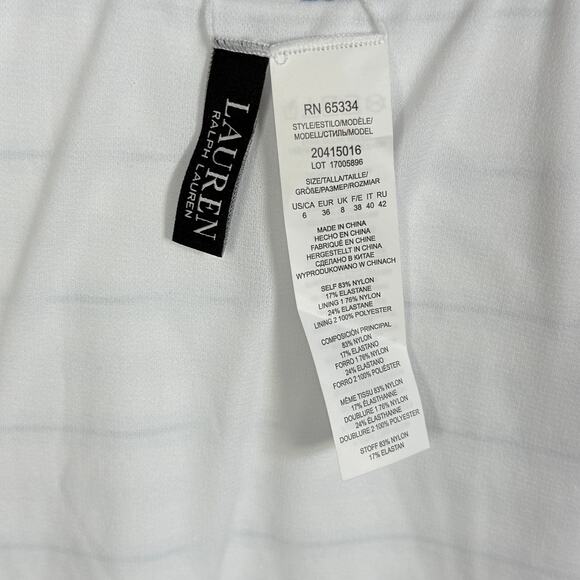 LAUREN
RALPH LAUREN
RN 65334
STYLE/ESTILO/MODÈLE/
MODELL/СТИЛЬ/MODEL
20415016
LOT 17005896
SIZE/TALLA/TAILLE/
GRÖßE/РАЗМЕР/ROZMIAR
US/CA EUR UK F/E IT RU
6 36 8 38 40 42
MADE IN CHINA
HECHO EN CHINA
FABRIQUÉ EN CHINE
HERGESTELLT IN CHINA
СДЕЛАНО В КИТАЕ
WYPRODUKOWANO W CHINACH
SELF 83% NYLON
17% ELASTANE
LINING 1 76% NYLON
24% ELASTANE
LINING 2 100% POLYESTER
COMPOSICIÓN PRINCIPAL
83% NYLON
17% ELASTANO
FORRO 1 76% NYLON
24% ELASTANO
FORRO 2 100% POLIÉSTER
MÊME TISSU 83% NYLON
17% ÉLASTHANNE
DOUBLURE 1 76% NYLON
24% ÉLASTHANNE
DOUBLURE 2 100% POLYESTER
STOFF 83% NYLON
17% ELASTAN